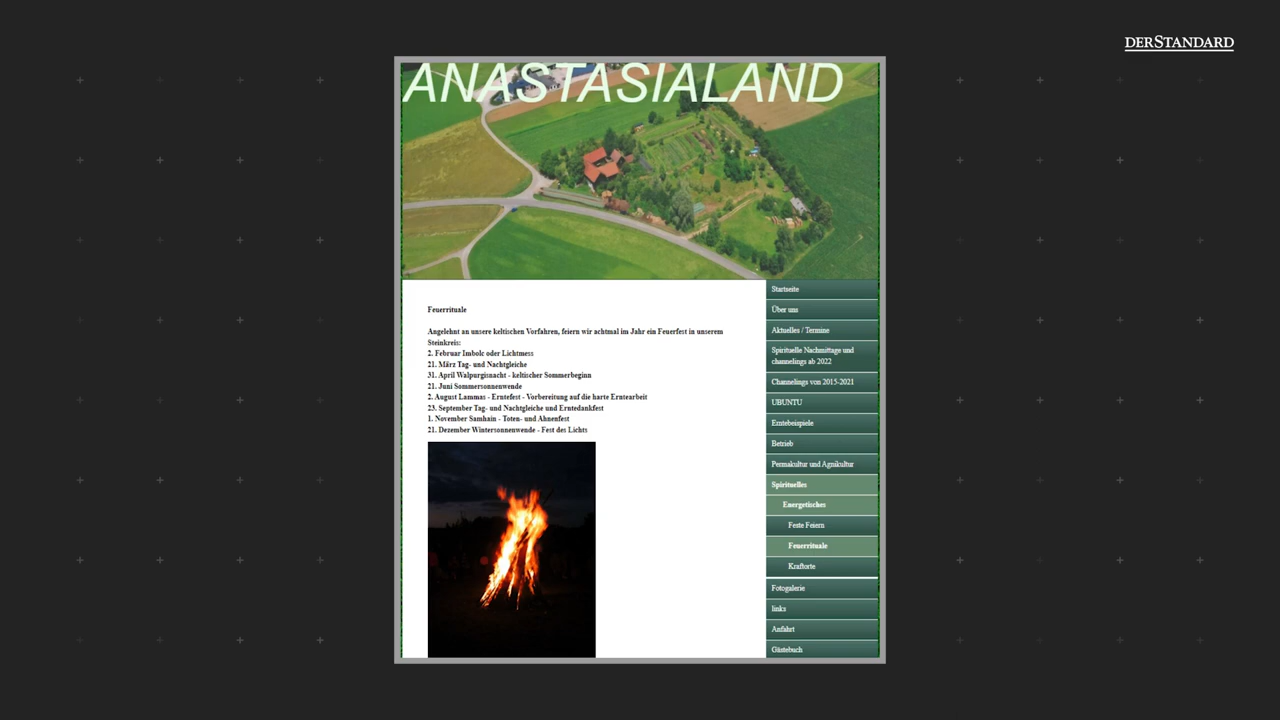 DERSTANDARD
ANASTASIALAND
Feuerrituale
Angelehnt an unsere keltischen Vorfahren, feiern wir achtmal im Jahr ein Feuerfest in unserem
Steinkreis:
2. Februar Imbolc oder Lichtmess
21. März Tag- und Nachtgleiche
31. April Walpurgisnacht - keltischer Sommerbeginn
21. Juni Sommersonnenwende
2. August Lammas - Erntefest - Vorbereitung auf die harte Erntearbeit
23. September Tag- und Nachtgleiche und Erntedankfest
1. November Samhain - Toten- und Ahnenfest
21. Dezember Wintersonnenwende - Fest des Lichts
Startseite
Über uns
Aktuelles / Termine
Spirituelle Nachmittage und
channelings ab 2022
Channelings von 2015-2021
UBUNTU
Erntebeispiele
Betrieb
Permakultur und Agnikultur
Spirituelles
Energetisches
Feste Feiern
Feuerrituale
Kraftorte
Fotogalerie
links
Anfahrt
Gästebuch